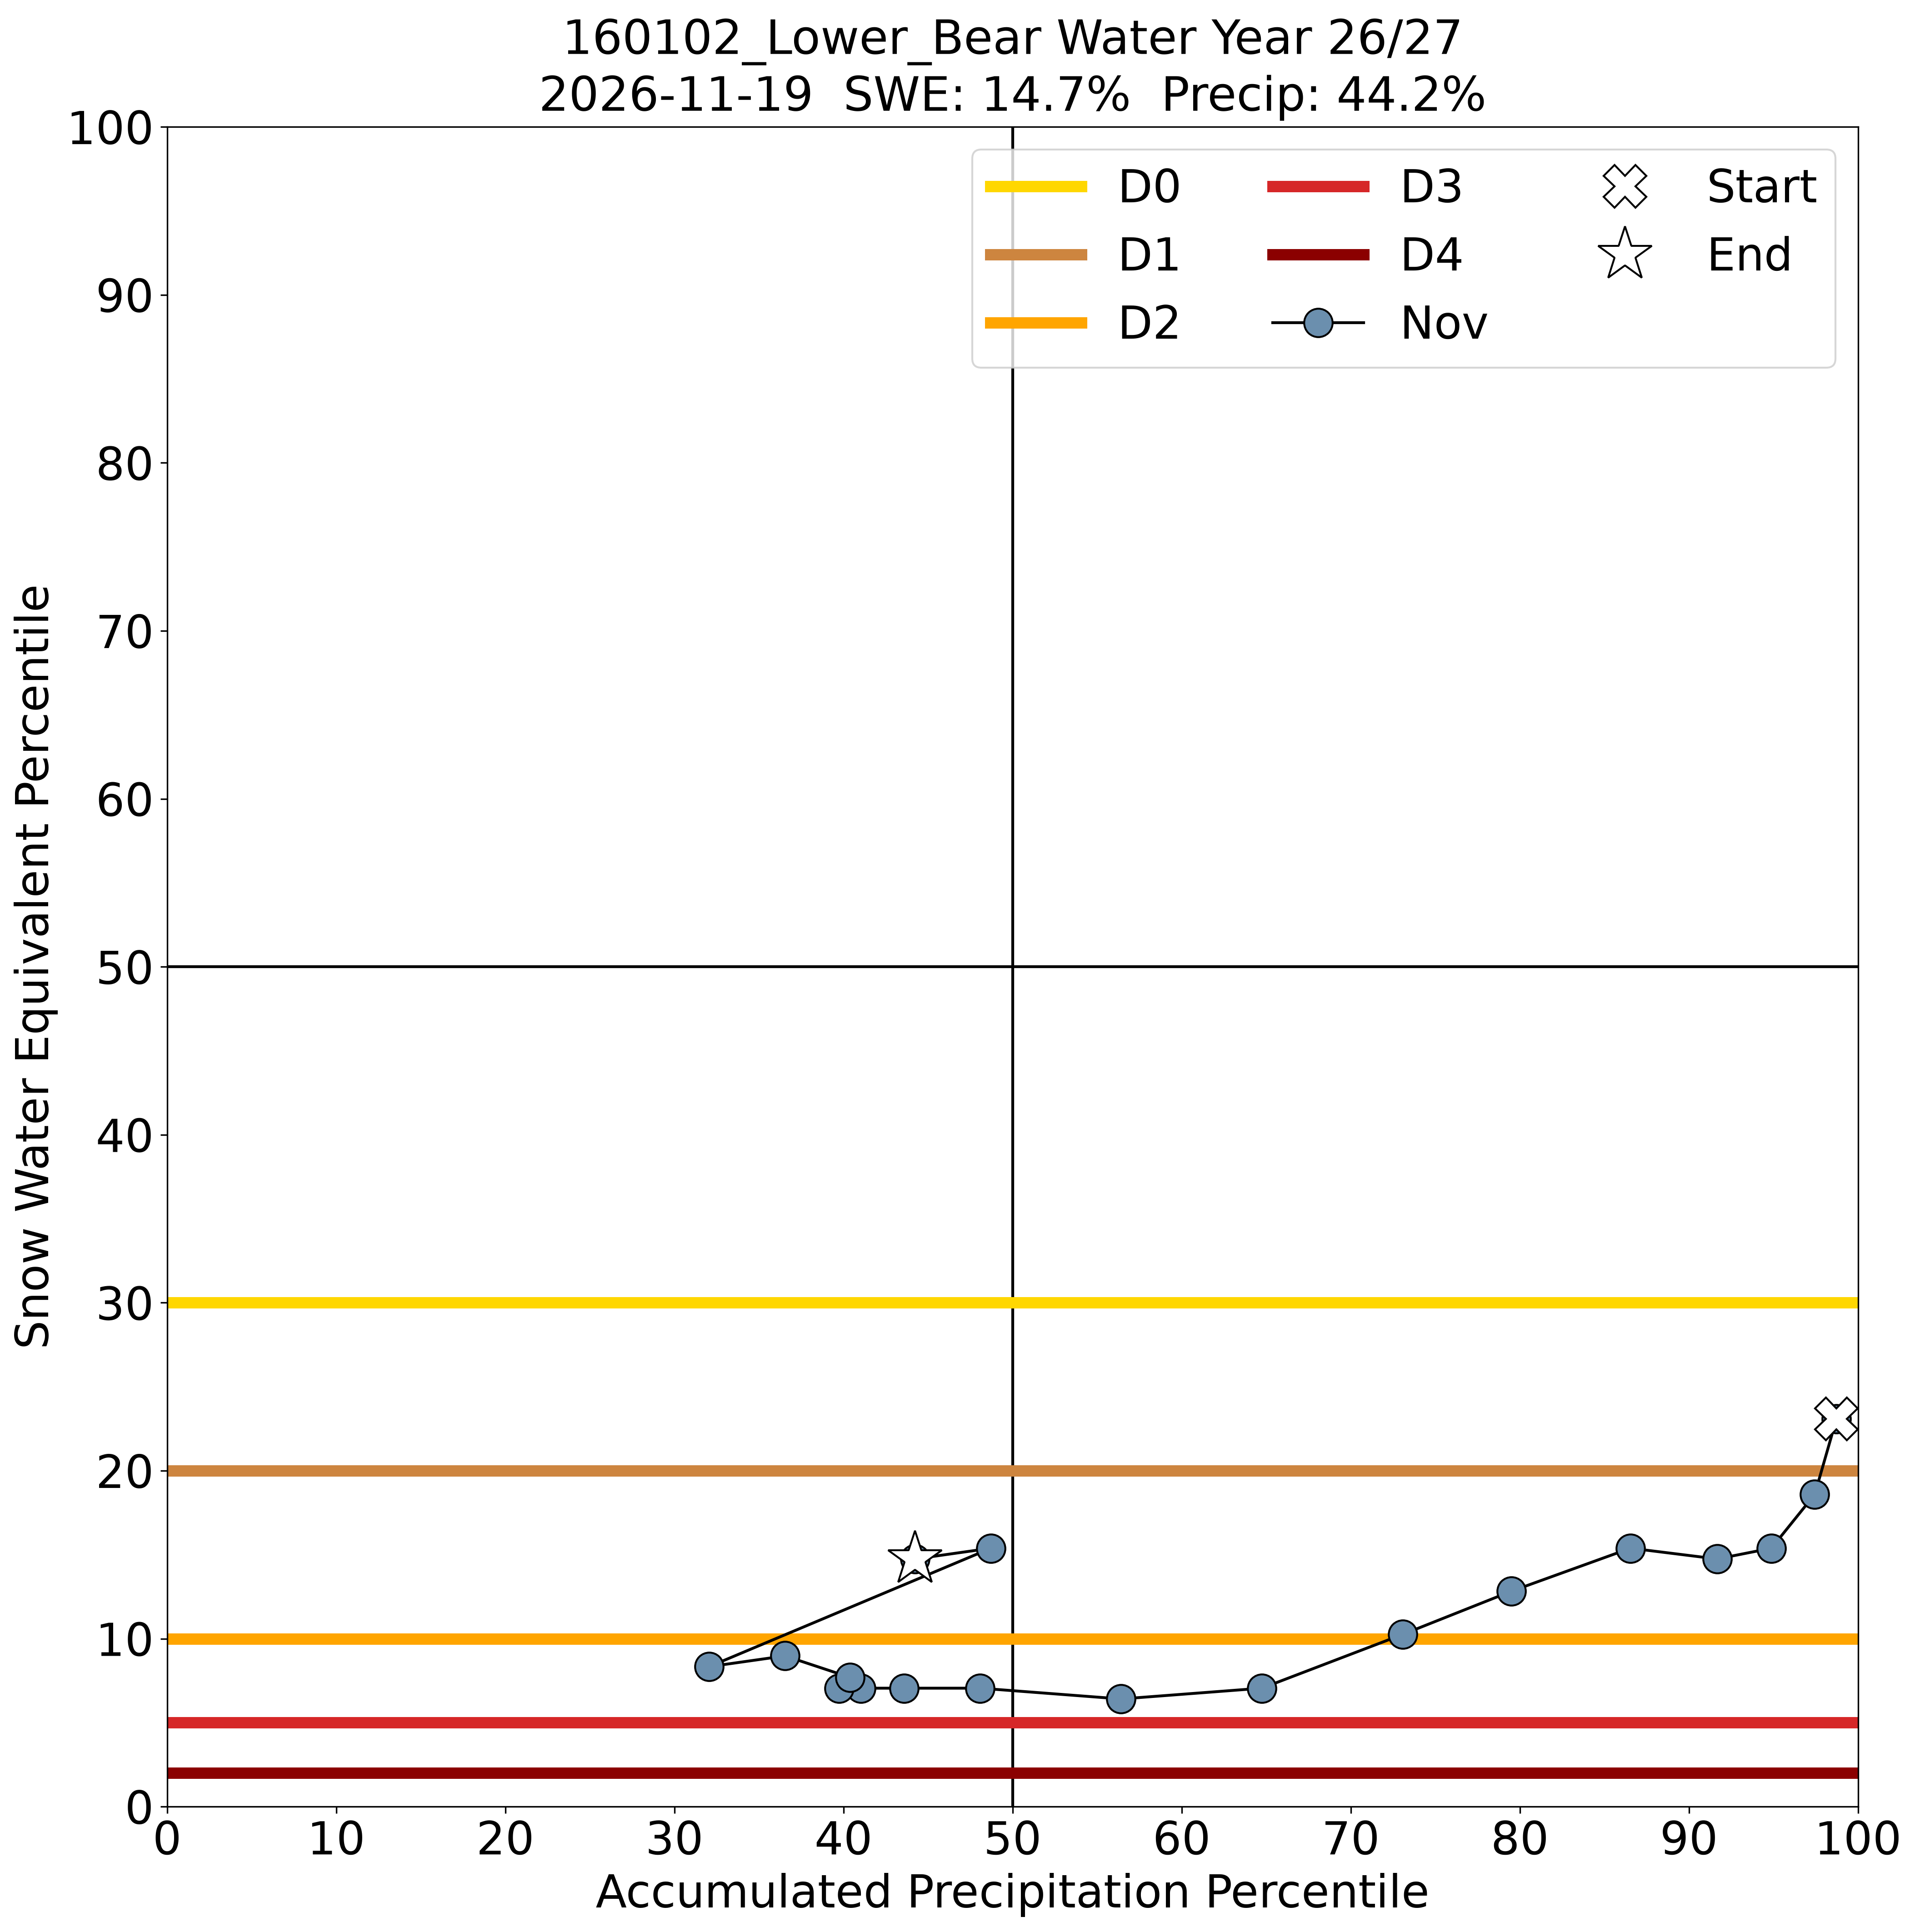 160102_Lower_Bear Water Year 26/27
2026-11-19  SWE: 14.7%  Precip: 44.2%
100
90
80
70
60
50
40
30
20
10
0
Snow Water Equivalent Percentile
D0
D1
D2
D3
D4
Nov
Start
End
0 10 20 30 40 50 60 70 80 90 100
Accumulated Precipitation Percentile